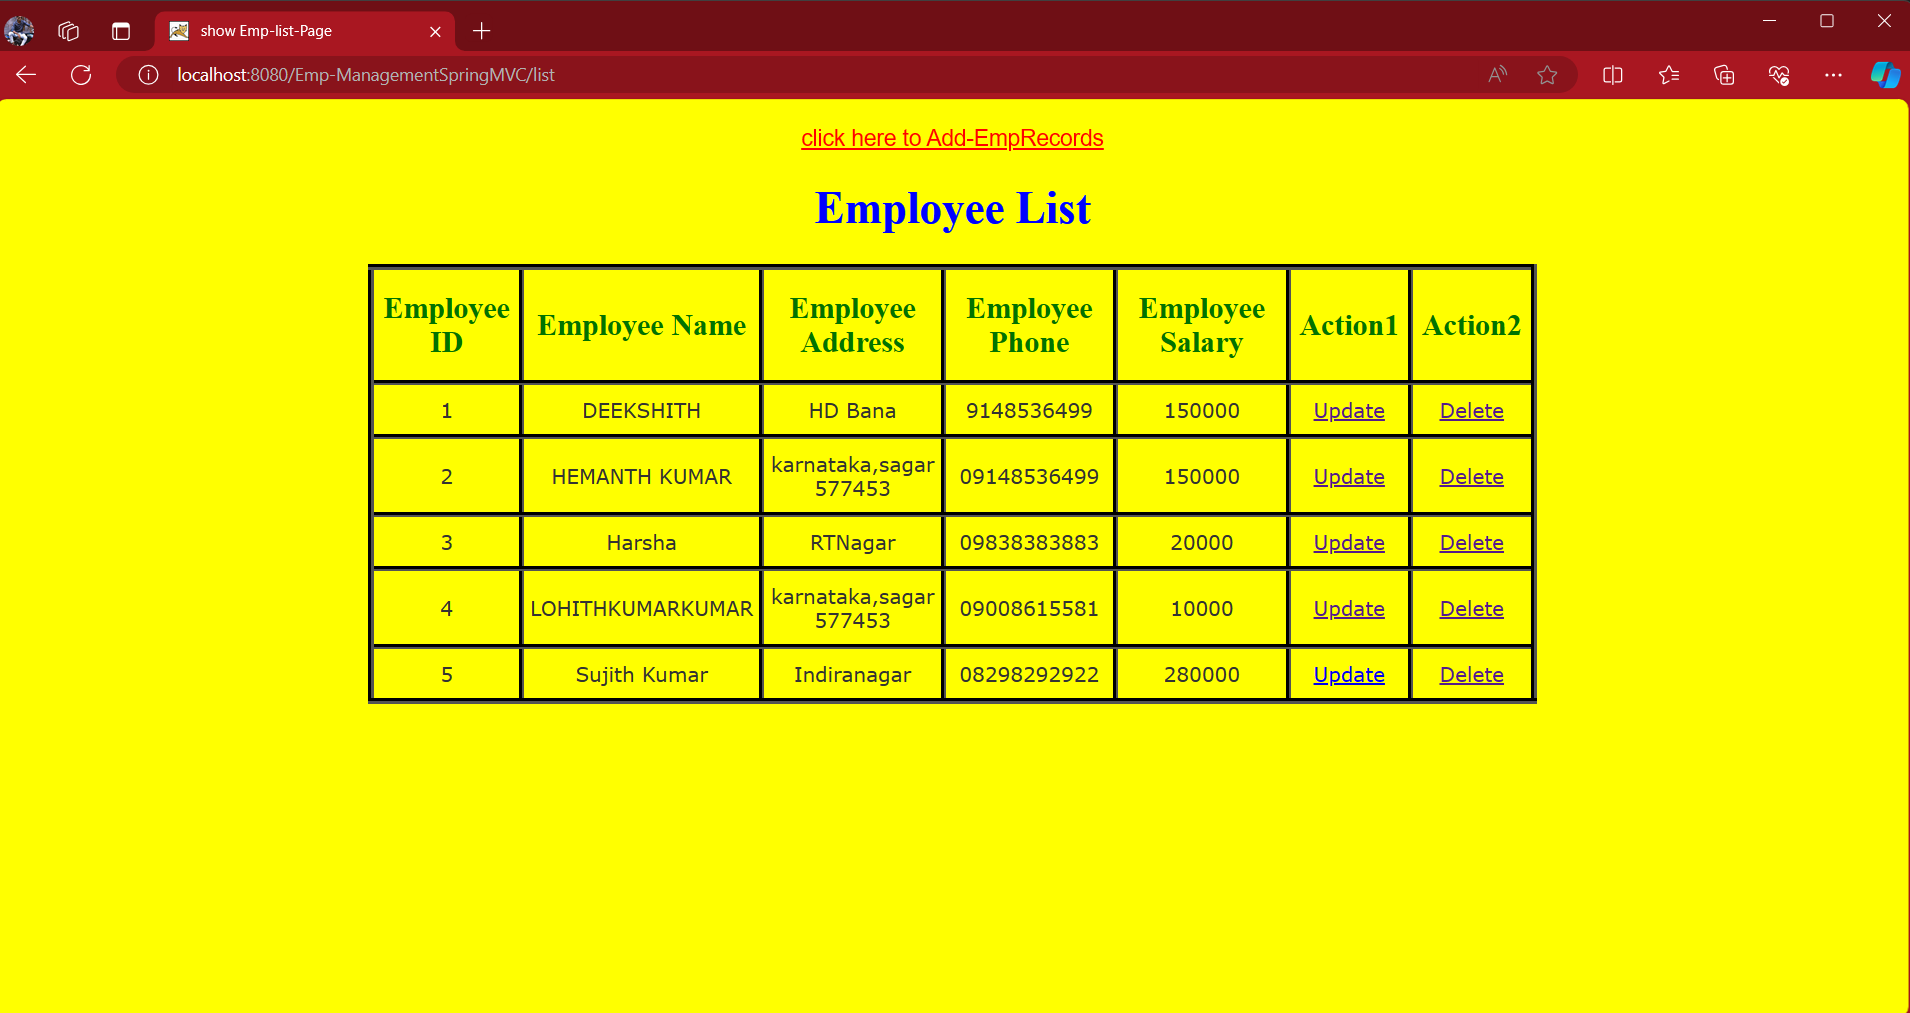 show Emp-list-Page
localhost:8080/Emp-ManagementSpringMVC/list
click here to Add-EmpRecords
Employee List
Employee ID Employee Name Employee Address Employee Phone Employee Salary Action1 Action2
1 DEEKSHITH HD Bana 9148536499 150000 Update Delete
2 HEMANTH KUMAR karnataka,sagar 577453 09148536499 150000 Update Delete
3 Harsha RTNagar 09838383883 20000 Update Delete
4 LOHITHKUMARKUMAR karnataka,sagar 577453 09008615581 10000 Update Delete
5 Sujith Kumar Indiranagar 08298292922 280000 Update Delete